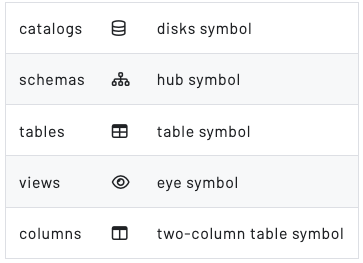 catalogs disks symbol
schemas hub symbol
tables table symbol
views eye symbol
columns two-column table symbol